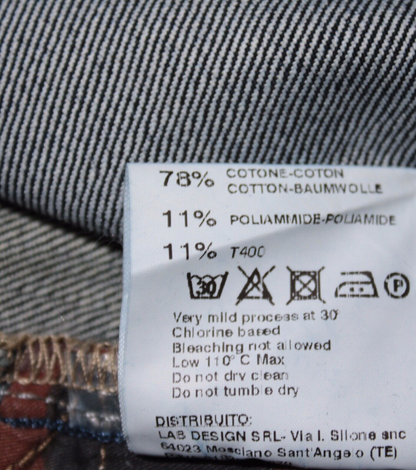 78% COTONE-COTON
COTTON-BAUMWOLLE
11% POLIAMMIDE-POLIAMIDE
11% T400
30 P
Very mild process at 30°
Chlorine based
Bleaching not allowed
Low 110°C Max
Do not dry clean
Do not tumble dry
DISTRIBUITO:
LAB DESIGN SRL- Via I. Silone snc
64023 Mosciano Sant'Angelo (TE)